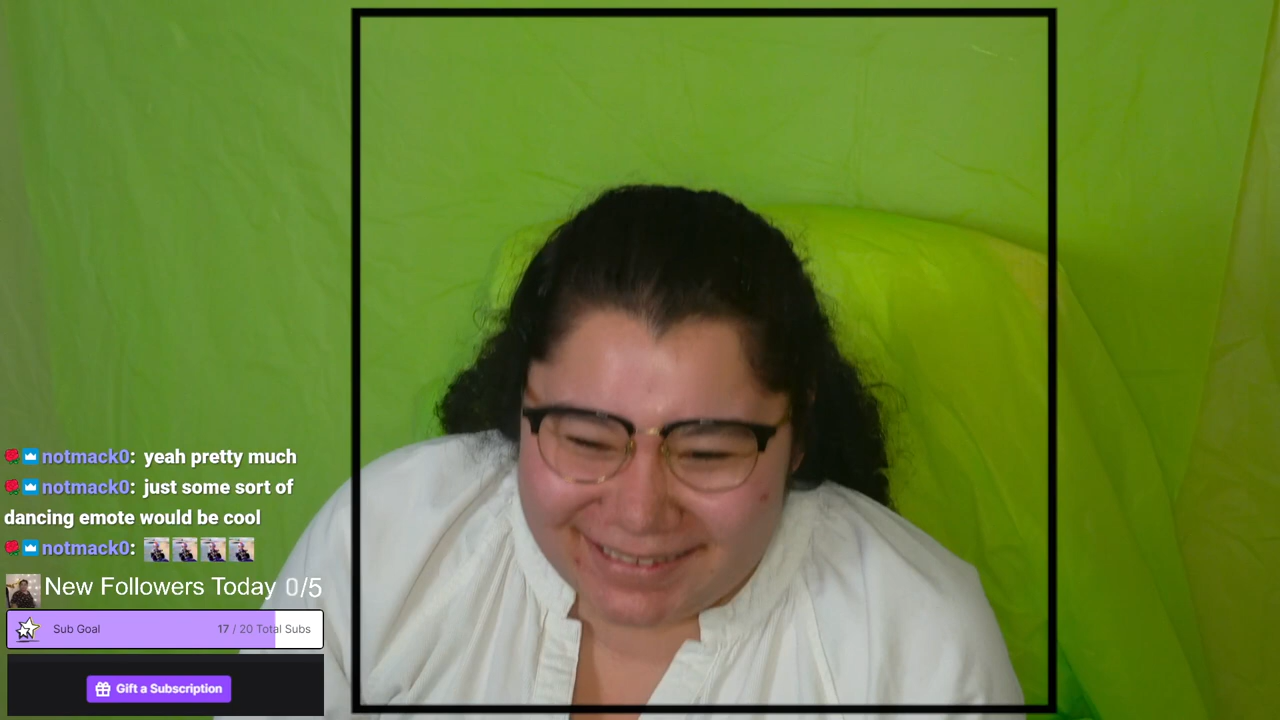 notmack0: yeah pretty much
notmack0: just some sort of
dancing emote would be cool
notmack0:
New Followers Today 0/5
Sub Goal 17 / 20 Total Subs
Gift a Subscription